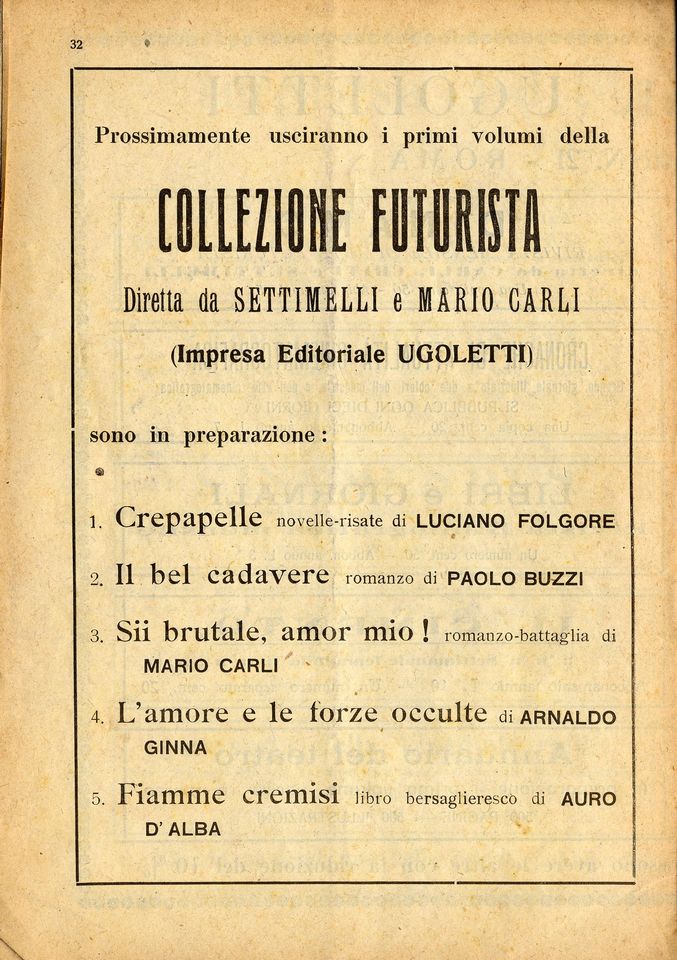 32
Prossimamente usciranno i primi volumi della
COLLEZIONE FUTURISTA
Diretta da SETTIMELLI e MARIO CARLI
(Impresa Editoriale UGOLETTI)
sono in preparazione :
1. Crepapelle novelle-risate di LUCIANO FOLGORE
2. Il bel cadavere romanzo di PAOLO BUZZI
3. Sii brutale, amor mio ! romanzo-battaglia di
MARIO CARLI
4. L'amore e le forze occulte di ARNALDO
GINNA
5. Fiamme cremisi libro bersaglieresco di AURO
D' ALBA